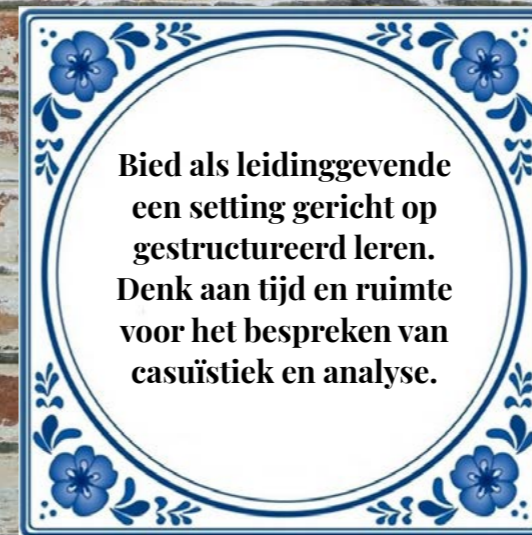 Bied als leidinggevende
een setting gericht op
gestructureerd leren.
Denk aan tijd en ruimte
voor het bespreken van
casuïstiek en analyse.